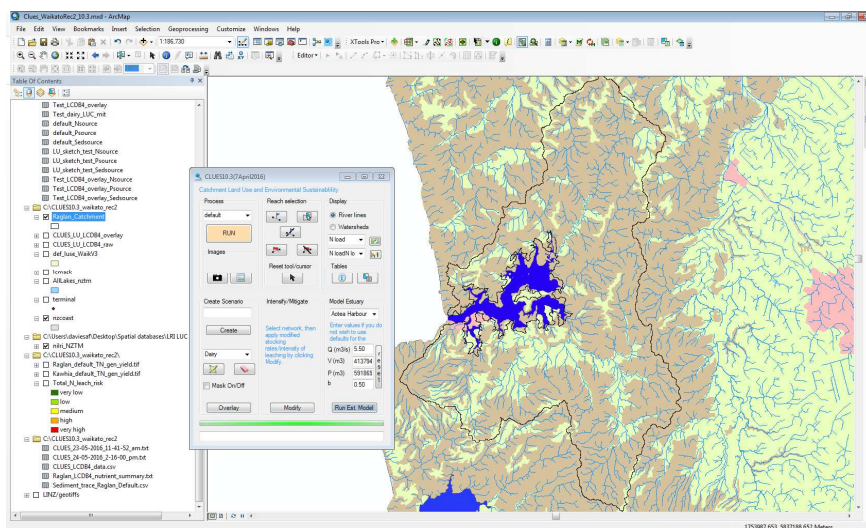 Clues_WaikatoRec2_10.3.mxd - ArcMap
File Edit View Bookmarks Insert Selection Geoprocessing Customize Windows Help
1:186,730
XTools Pro
Editor
Table Of Contents
Test_LCDB4_overlay
Test_dairy_LUC_mit
default_Nsource
default_Psource
default_Sedsource
LU_sketch_test_Nsource
LU_sketch_test_Psource
LU_sketch_test_Sedsource
Test_LCDB4_overlay_Nsource
Test_LCDB4_overlay_Psource
Test_LCDB4_overlay_Sedsource
C:\CLUES10.3_waikato_rec2
Raglan_Catchment
CLUES_LU_LCDB4_overlay
CLUES_LU_LCDB4_raw
def_luse_WaikV3
lcmask
AllLakes_nztm
terminal
nzcoast
C:\Users\daviesaf\Desktop\Spatial databases\LRI LUC
nzlri_NZTM
C:\CLUES10.3_waikato_rec2\
Raglan_default_TN_gen_yield.tif
Kawhia_default_TN_gen_yield.tif
Total_N_leach_risk
very low
low
medium
high
very high
C:\CLUES10.3_waikato_rec2
CLUES_23-05-2016_11-41-52_am.txt
CLUES_24-05-2016_2-16-00_pm.txt
CLUES_LCDB4_data.csv
Raglan_LCDB4_nutrient_summary.txt
Sediment_trace_Raglan_Default.csv
LINZ/geotiffs
CLUES10.3(7April2016)
Catchment Land Use and Environmental Sustainability
Process
default
RUN
Images
Create Scenario
Create
Dairy
Mask On/Off
Overlay
Reach selection
Reset tool/cursor
Intensify/Mitigate
Select network, then
apply modified
stocking
rates/intensity of
leaching by clicking
Modify.
Modify
Display
River lines
Watersheds
N load
N loadN lo
Tables
Model Estuary
Aotea Harbour
Enter values if you do
not wish to use
defaults for the
Q (m3/s) 5.50
V (m3) 413794
P (m3) 591865
b 0.50
reset
Run Est. Model
1753987.653 5837188.652 Meters